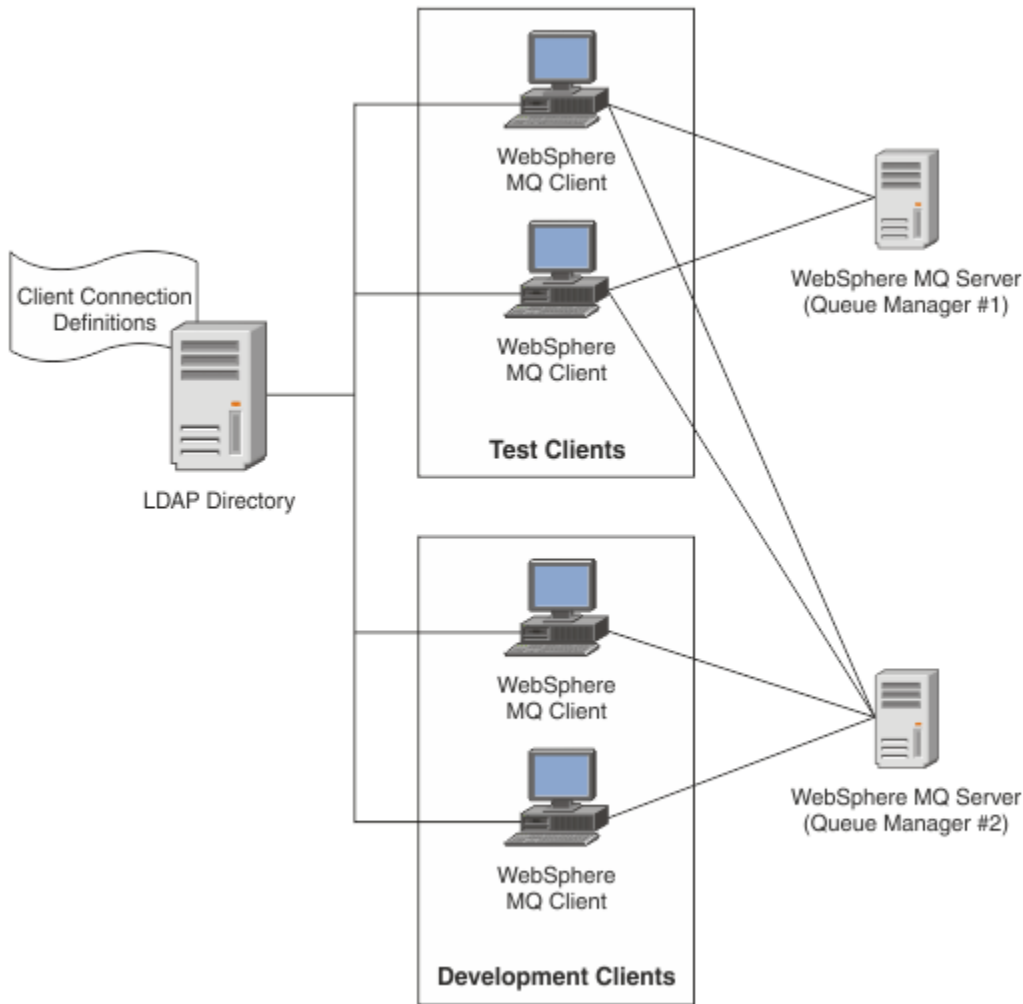 WebSphere
MQ Client
WebSphere MQ Server
(Queue Manager #1)
WebSphere
MQ Client
Client Connection
Definitions
Test Clients
LDAP Directory
WebSphere
MQ Client
WebSphere MQ Server
(Queue Manager #2)
WebSphere
MQ Client
Development Clients